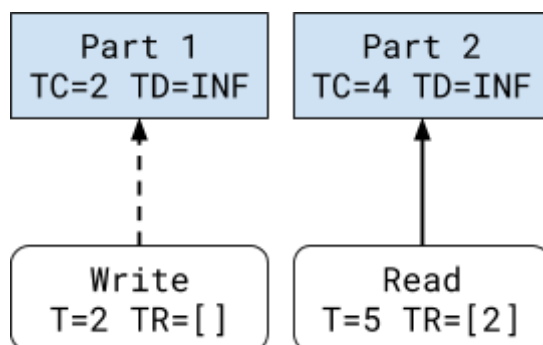 Part 1
TC=2 TD=INF
Part 2
TC=4 TD=INF
Write
T=2 TR=[]
Read
T=5 TR=[2]